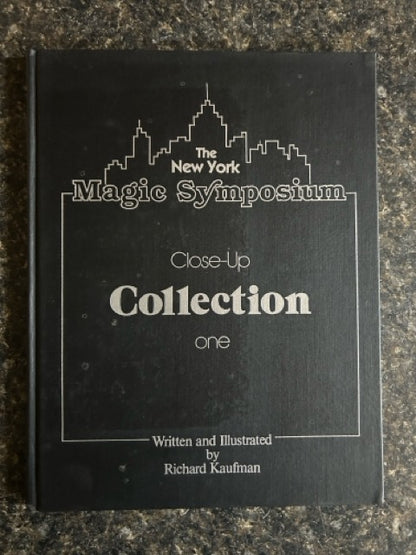 The
New York
Magic Symposium
Close-Up
Collection
one
Written and Illustrated
by
Richard Kaufman